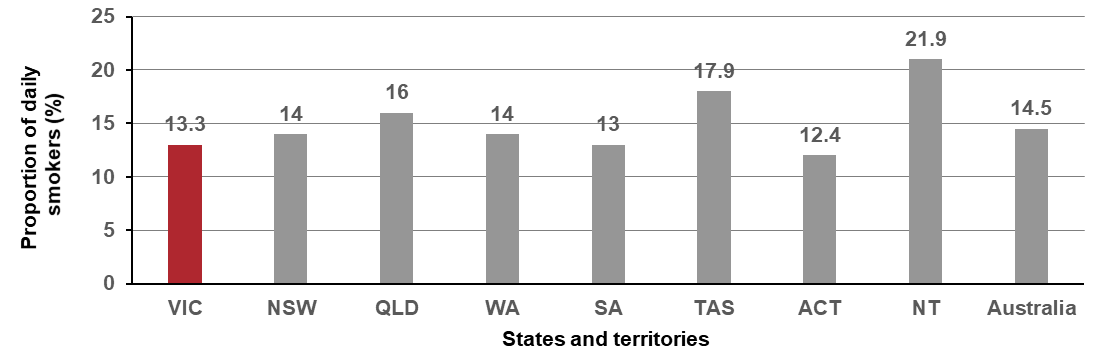 25
20
15
10
5
0
Proportion of daily
smokers (%)
13.3
14
16
14
13
17.9
12.4
21.9
14.5
VIC
NSW
QLD
WA
SA
TAS
ACT
NT
Australia
States and territories